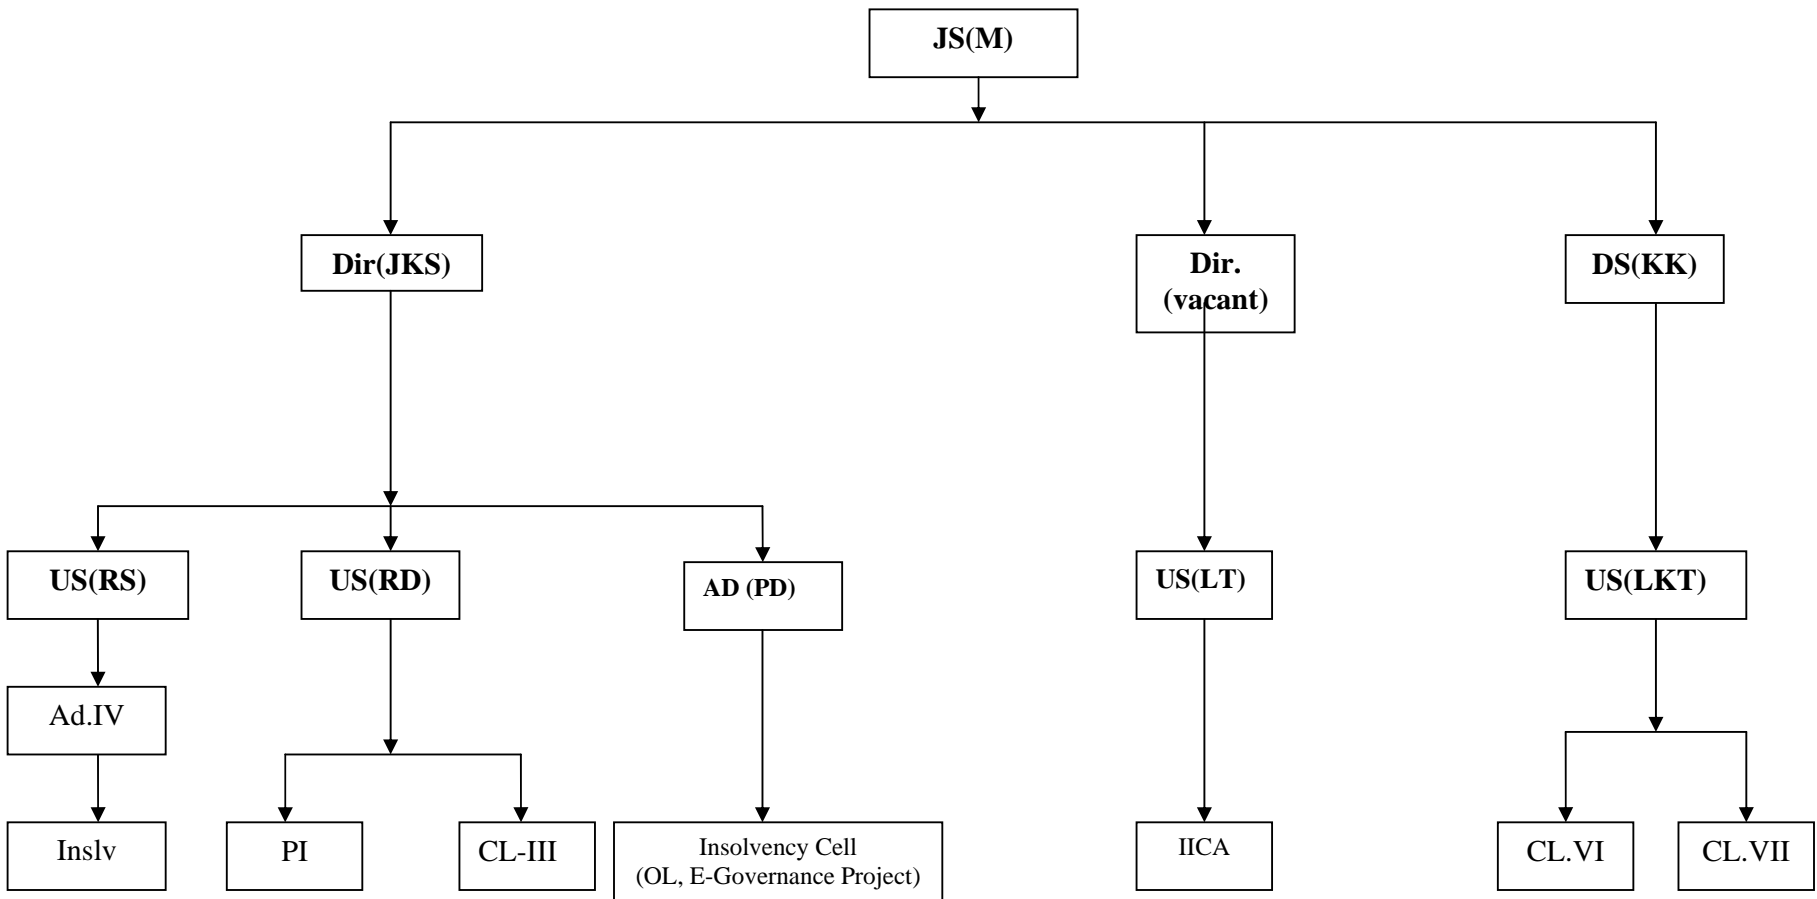 JS(M)
Dir(JKS)
Dir.
(vacant)
DS(KK)
US(RS)
US(RD)
AD (PD)
US(LT)
US(LKT)
Ad.IV
Inslv
PI
CL-III
Insolvency Cell
(OL, E-Governance Project)
IICA
CL.VI
CL.VII